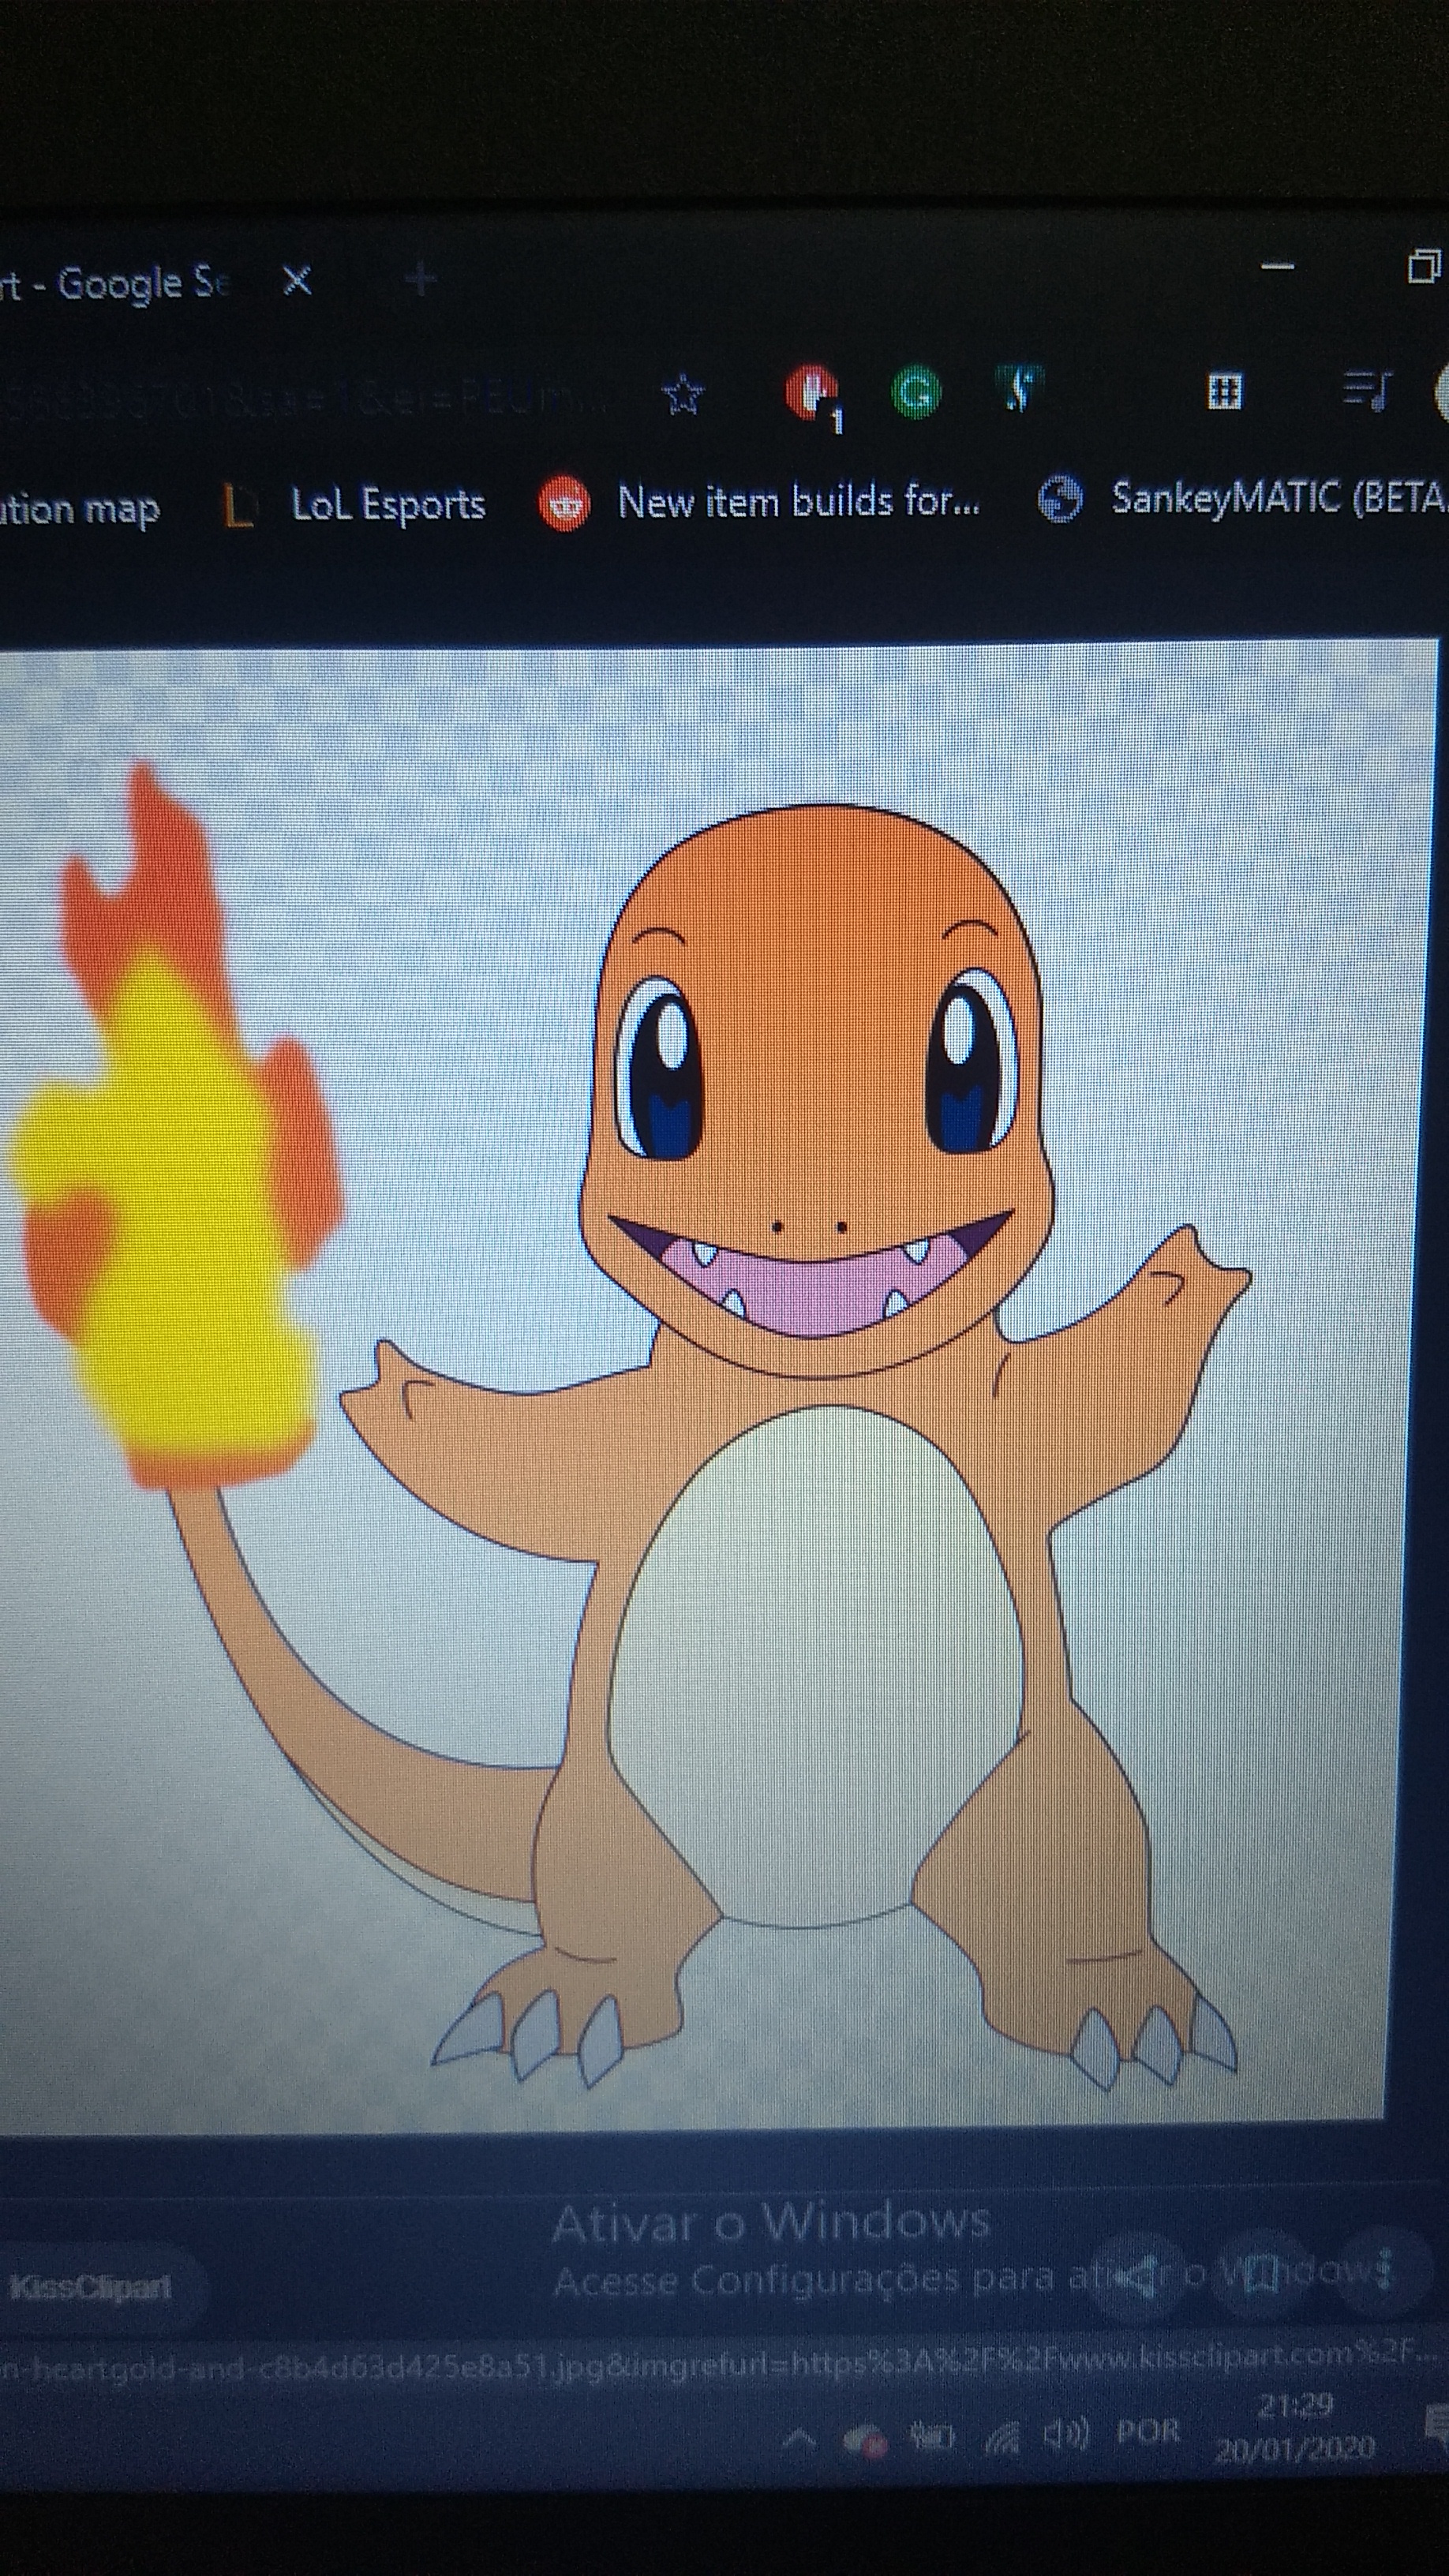 rt - Google Se
1
ution map LoL Esports New item builds for... SankeyMATIC (BETA
Ativar o Windows
Acesse Configurações para ativar o Windows
KissClipart
n-heartgold-and-c8b4d63d425e8a51.jpg&imgrefurl=https%3A%2F%2Fwww.kissclipart.com%2F...
POR
21:29
20/01/2020